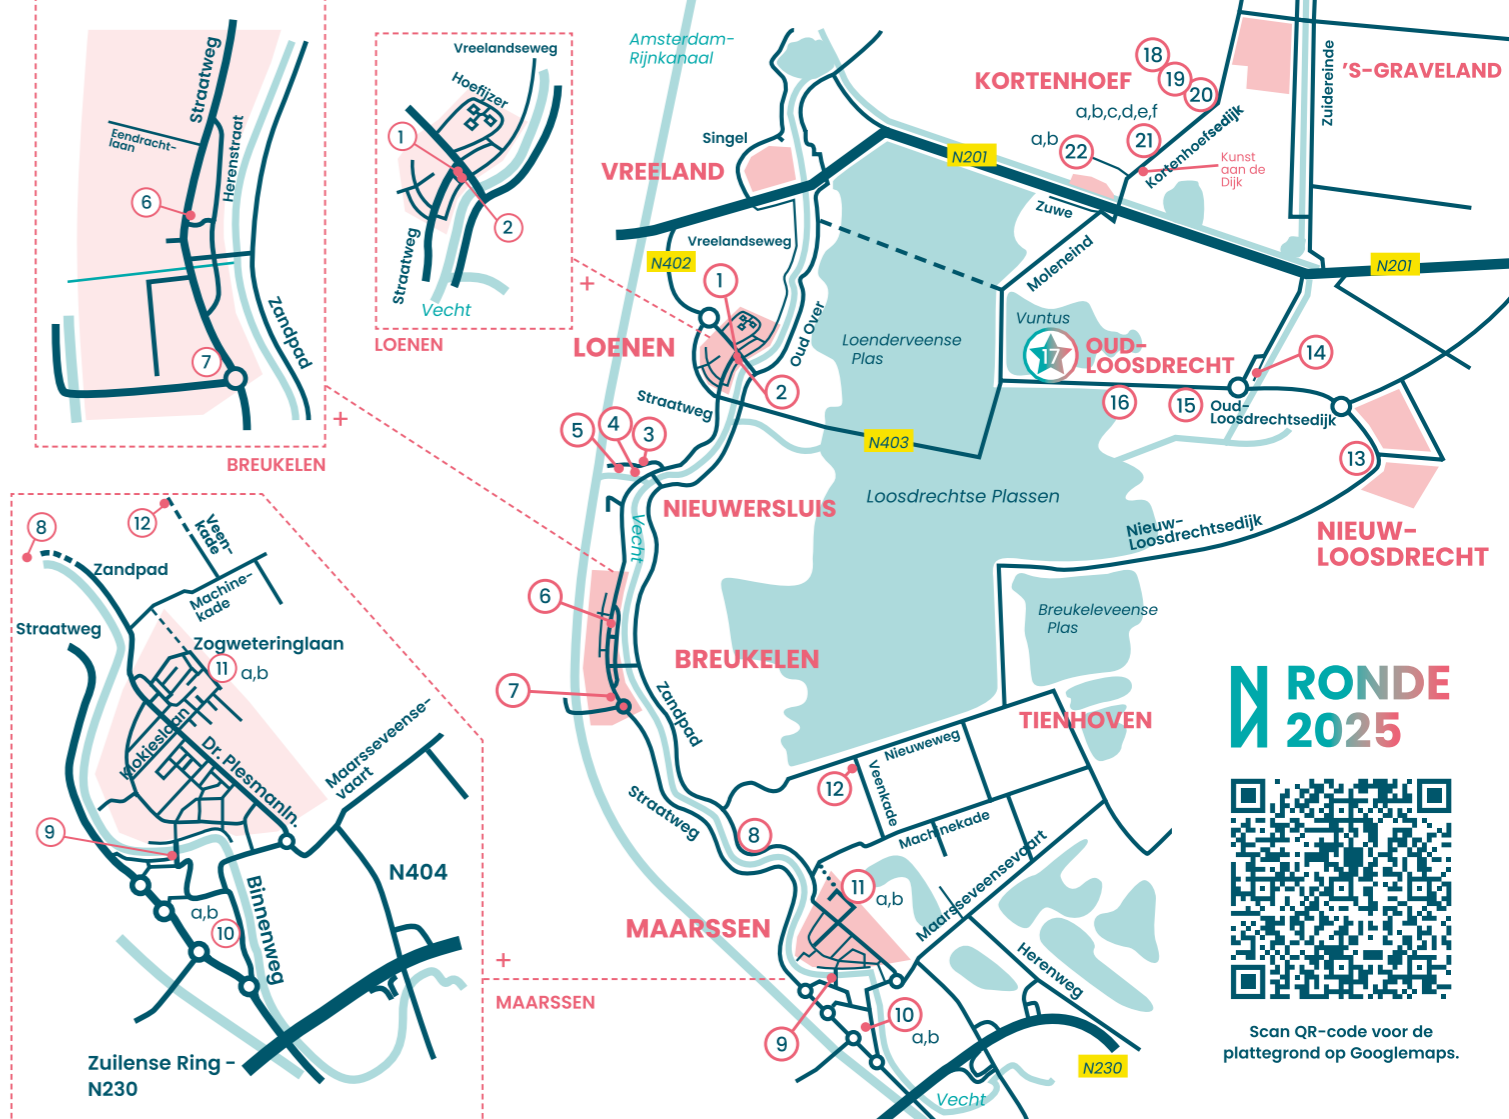 Straatweg
Herenstraat
Eendracht-
laan
6
7
Zandpad
+
BREUKELEN
Vreelandseweg
Hoefijzer
1
2
Straatweg
Vecht
+
LOENEN
Amsterdam-
Rijnkanaal
Singel
VREELAND
N402
Vreelandseweg
1
LOENEN
Oud Over
2
Straatweg
5
4
3
N403
NIEUWERSLUIS
Vecht
6
BREUKELEN
7
Zandpad
Straatweg
8
Loenderveense
Plas
Loosdrechtse Plassen
N201
KORTENHOEF
18
19
20
a,b,c,d,e,f
21
a,b
22
Kortenhoefsedijk
Kunst
aan de
Dijk
Zuidereinde
'S-GRAVELAND
Zuwe
Moleneind
N201
Vuntus
17
OUD-
LOOSDRECHT
14
16
15
Oud-
Loosdrechtsedijk
13
NIEUW-
LOOSDRECHT
Nieuw-
Loosdrechtsedijk
Breukeleveense
Plas
TIENHOVEN
Nieuweweg
12
Veenkade
Machinekade
Maarsseveensevaart
11
a,b
MAARSSEN
Herenweg
9
10
a,b
N230
Vecht
8
12
Veen-
kade
Zandpad
Machine-
kade
Straatweg
Zogweteringlaan
11
a,b
Klokjeslaan
Dr. Plesmanln.
Maarsseveense-
vaart
9
N404
a,b
10
Binnenweg
Zuilense Ring -
N230
+
MAARSSEN
RONDE
2025
Scan QR-code voor de
plattegrond op Googlemaps.